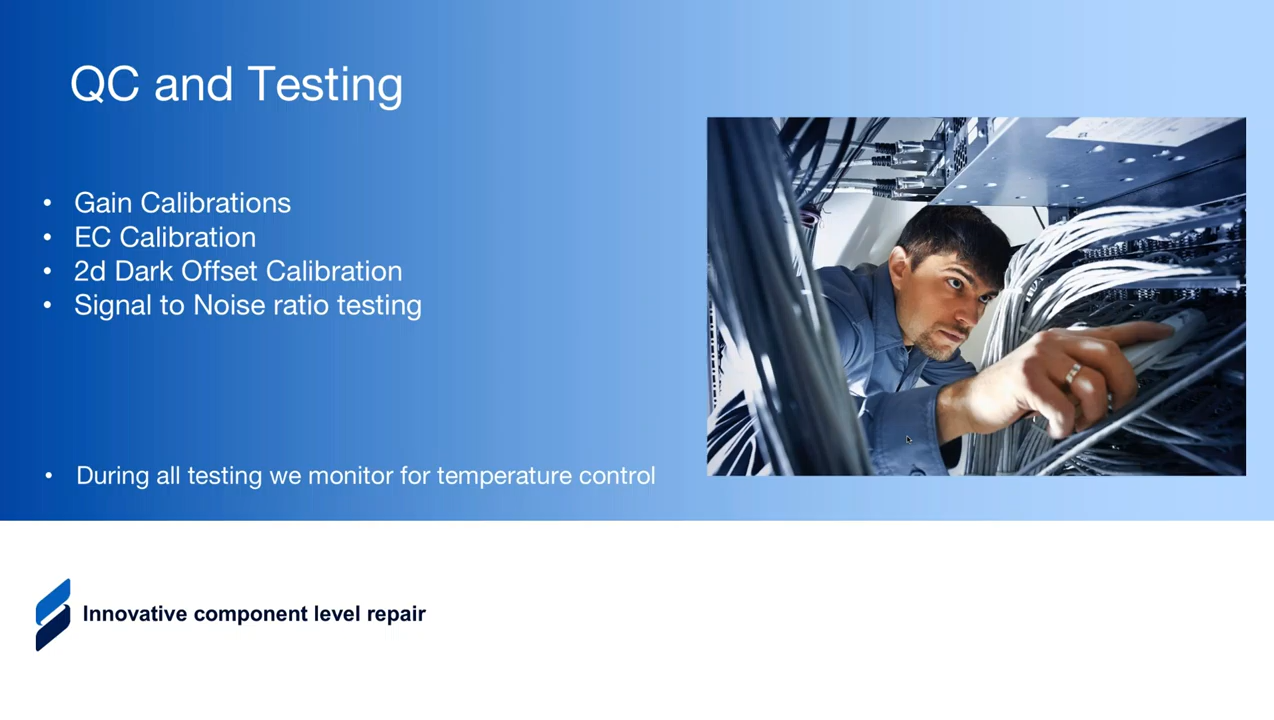 QC and Testing
• Gain Calibrations
• EC Calibration
• 2d Dark Offset Calibration
• Signal to Noise ratio testing
• During all testing we monitor for temperature control
Innovative component level repair